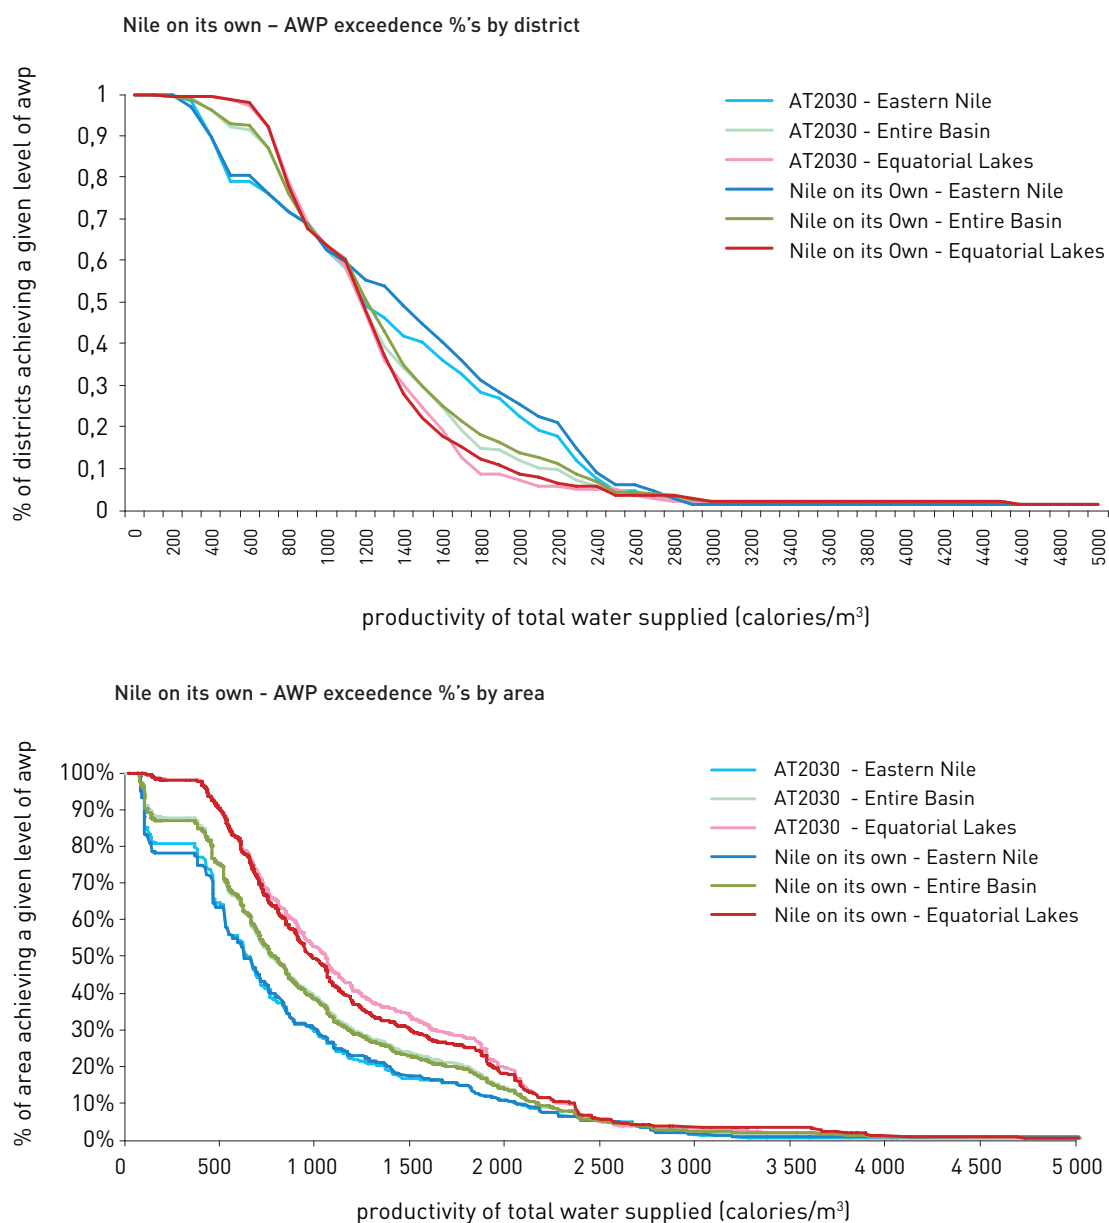 Nile on its own – AWP exceedence %'s by district
% of districts achieving a given level of awp
1
0,9
0,8
0,7
0,6
0,5
0,4
0,3
0,2
0,1
0
AT2030 - Eastern Nile
AT2030 - Entire Basin
AT2030 - Equatorial Lakes
Nile on its Own - Eastern Nile
Nile on its Own - Entire Basin
Nile on its Own - Equatorial Lakes
0 200 400 600 800 1000 1200 1400 1600 1800 2000 2200 2400 2600 2800 3000 3200 3400 3600 3800 4000 4200 4400 4600 4800 5000
productivity of total water supplied (calories/m³)
Nile on its own - AWP exceedence %'s by area
% of area achieving a given level of awp
100%
90%
80%
70%
60%
50%
40%
30%
20%
10%
0%
AT2030 - Eastern Nile
AT2030 - Entire Basin
AT2030 - Equatorial Lakes
Nile on its own - Eastern Nile
Nile on its own - Entire Basin
Nile on its own - Equatorial Lakes
0 500 1 000 1 500 2 000 2 500 3 000 3 500 4 000 4 500 5 000
productivity of total water supplied (calories/m³)